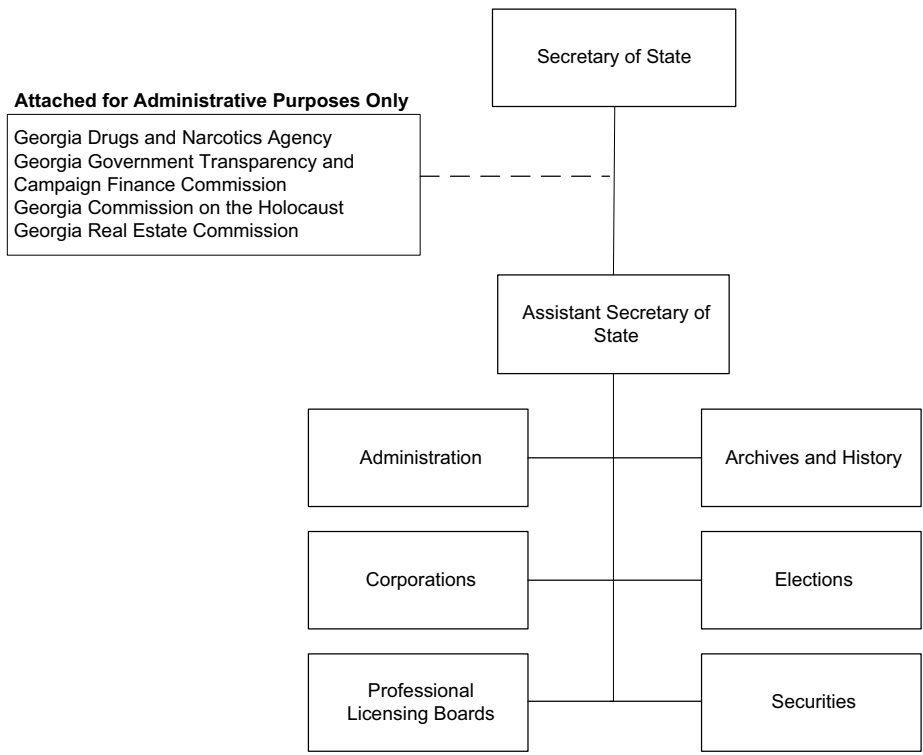 Secretary of State
Attached for Administrative Purposes Only
Georgia Drugs and Narcotics Agency
Georgia Government Transparency and
Campaign Finance Commission
Georgia Commission on the Holocaust
Georgia Real Estate Commission
Assistant Secretary of
State
Administration
Archives and History
Corporations
Elections
Professional
Licensing Boards
Securities